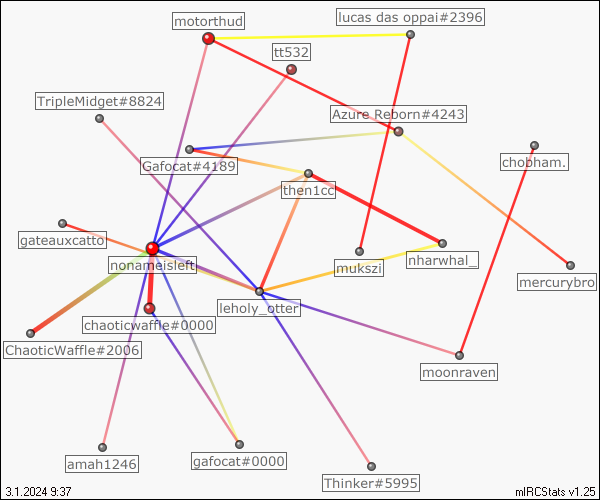 motorthud
lucas das oppai#2396
tt532
TripleMidget#8824
Azure Reborn#4243
Gafocat#4189
chobham.
then1cc
gateauxcatto
nonameisleft
mukszi
nharwhal_
mercurybro
leholy_otter
chaoticwaffle#0000
ChaoticWaffle#2006
moonraven
amah1246
gafocat#0000
Thinker#5995
3.1.2024 9:37
mIRCStats v1.25